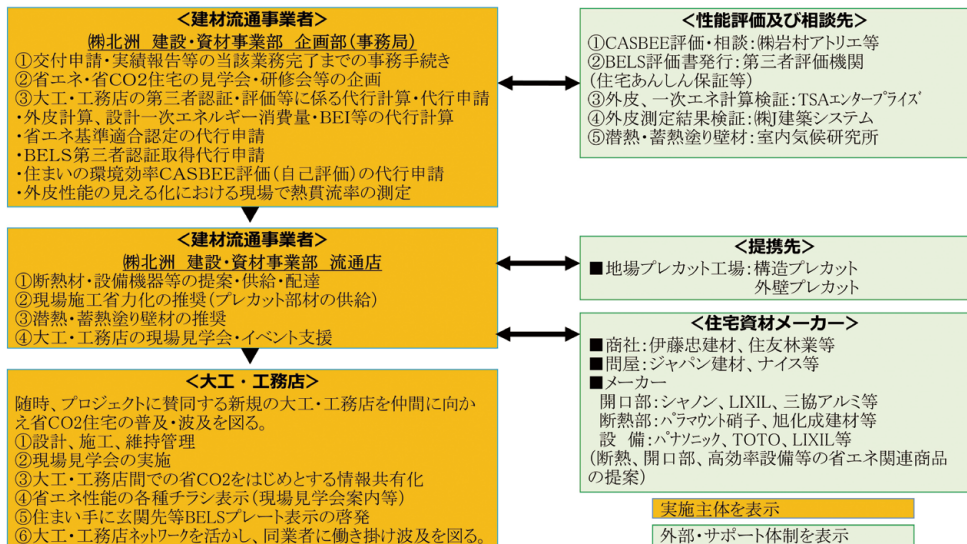 ＜建材流通事業者＞
㈱北洲　建設・資材事業部　企画部（事務局）
①交付申請・実績報告等の当該業務完了までの事務手続き
②省エネ・省CO2住宅の見学会・研修会等の企画
③大工・工務店の第三者認証・評価等に係る代行計算・代行申請
・外皮計算、設計一次エネルギー消費量・BEI等の代行計算
・省エネ基準適合認定の代行申請
・BELS第三者認証取得代行申請
・住まいの環境効率CASBEE評価（自己評価）の代行申請
・外皮性能の見える化における現場で熱貫流率の測定
＜性能評価及び相談先＞
①CASBEE評価・相談：㈱岩村アトリエ等
②BELS評価書発行：第三者評価機関
（住宅あんしん保証等）
③外皮、一次エネ計算検証：TSAエンタープライズ
④外皮測定結果検証：㈱J建築システム
⑤潜熱・蓄熱塗り壁材：室内気候研究所
＜建材流通事業者＞
㈱北洲　建設・資材事業部　流通店
①断熱材・設備機器等の提案・供給・配達
②現場施工省力化の推奨（プレカット部材の供給）
③潜熱・蓄熱塗り壁材の推奨
④大工・工務店の現場見学会・イベント支援
＜提携先＞
■地場プレカット工場：構造プレカット
外壁プレカット
＜住宅資材メーカー＞
■商社：伊藤忠建材、住友林業等
■問屋：ジャパン建材、ナイス等
■メーカー
開口部：シャノン、LIXIL、三協アルミ等
断熱部：パラマウント硝子、旭化成建材等
設　備：パナソニック、TOTO、LIXIL等
（断熱、開口部、高効率設備等の省エネ関連商品
の提案）
＜大工・工務店＞
随時、プロジェクトに賛同する新規の大工・工務店を仲間に向か
え省CO2住宅の普及・波及を図る。
①設計、施工、維持管理
②現場見学会の実施
③大工・工務店間での省CO2をはじめとする情報共有化
④省エネ性能の各種チラシ表示（現場見学会案内等）
⑤住まい手に玄関先等BELSプレート表示の啓発
⑥大工・工務店ネットワークを活かし、同業者に働き掛け波及を図る。
実施主体を表示
外部・サポート体制を表示